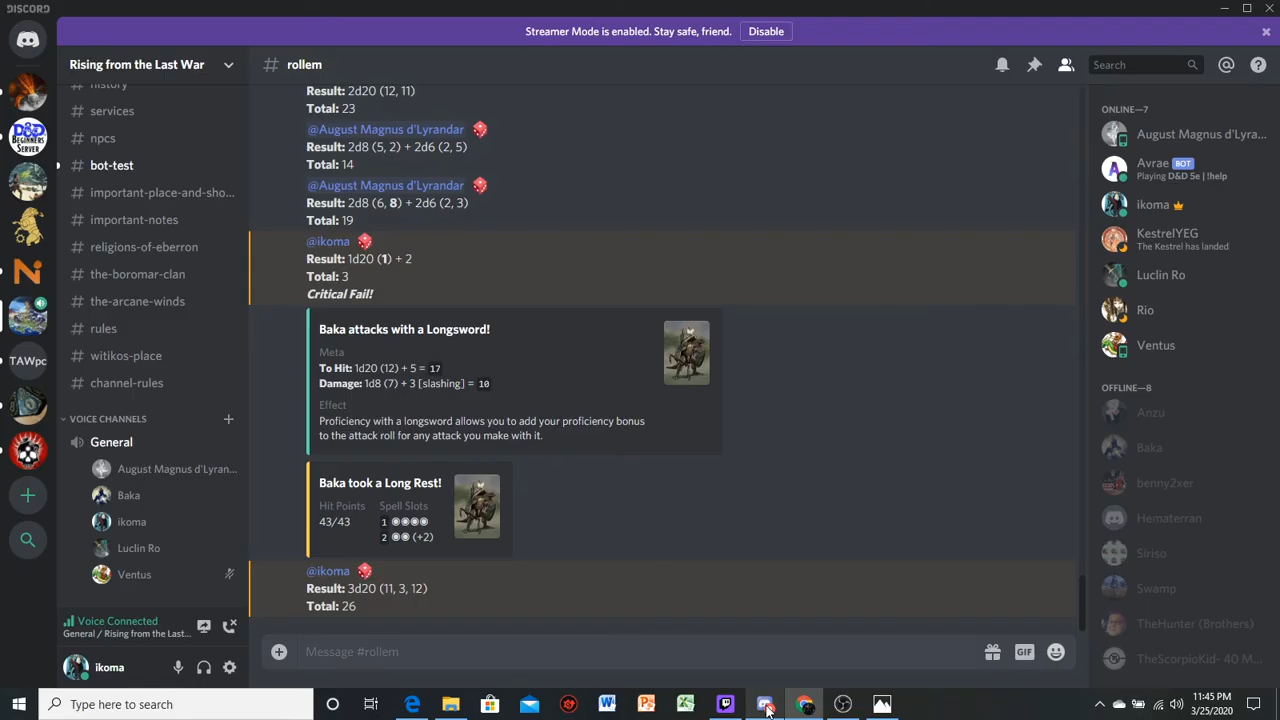 DISCORD
Streamer Mode is enabled. Stay safe, friend. Disable
Rising from the Last War
# rollem
Search
history
# services
# npcs
# bot-test
# important-place-and-sho...
# important-notes
# religions-of-eberron
# the-boromar-clan
# the-arcane-winds
# rules
# witikos-place
# channel-rules
VOICE CHANNELS
General
August Magnus d'Lyran...
Baka
ikoma
Luclin Ro
Ventus
Voice Connected
General / Rising from the Last...
ikoma
D&D
BEGINNERS
SERVER
TAWpc
Result: 2d20 (12, 11)
Total: 23
@August Magnus d'Lyrandar
Result: 2d8 (5, 2) + 2d6 (2, 5)
Total: 14
@August Magnus d'Lyrandar
Result: 2d8 (6, 8) + 2d6 (2, 3)
Total: 19
@ikoma
Result: 1d20 (1) + 2
Total: 3
Critical Fail!
Baka attacks with a Longsword!
Meta
To Hit: 1d20 (12) + 5 = 17
Damage: 1d8 (7) + 3 [slashing] = 10
Effect
Proficiency with a longsword allows you to add your proficiency bonus
to the attack roll for any attack you make with it.
Baka took a Long Rest!
Hit Points Spell Slots
43/43 1 ◉◉◉◉
2 ◉◉ (+2)
@ikoma
Result: 3d20 (11, 3, 12)
Total: 26
Message #rollem
GIF
ONLINE—7
August Magnus d'Lyra...
Avrae BOT
Playing D&D 5e | !help
ikoma
KestrelYEG
The Kestrel has landed
Luclin Ro
Rio
Ventus
OFFLINE—8
Anzu
Baka
benny2xer
Hematerran
Siriso
Swamp
TheHunter (Brothers)
TheScorpioKid- 40 M...
Type here to search
11:45 PM
3/25/2020